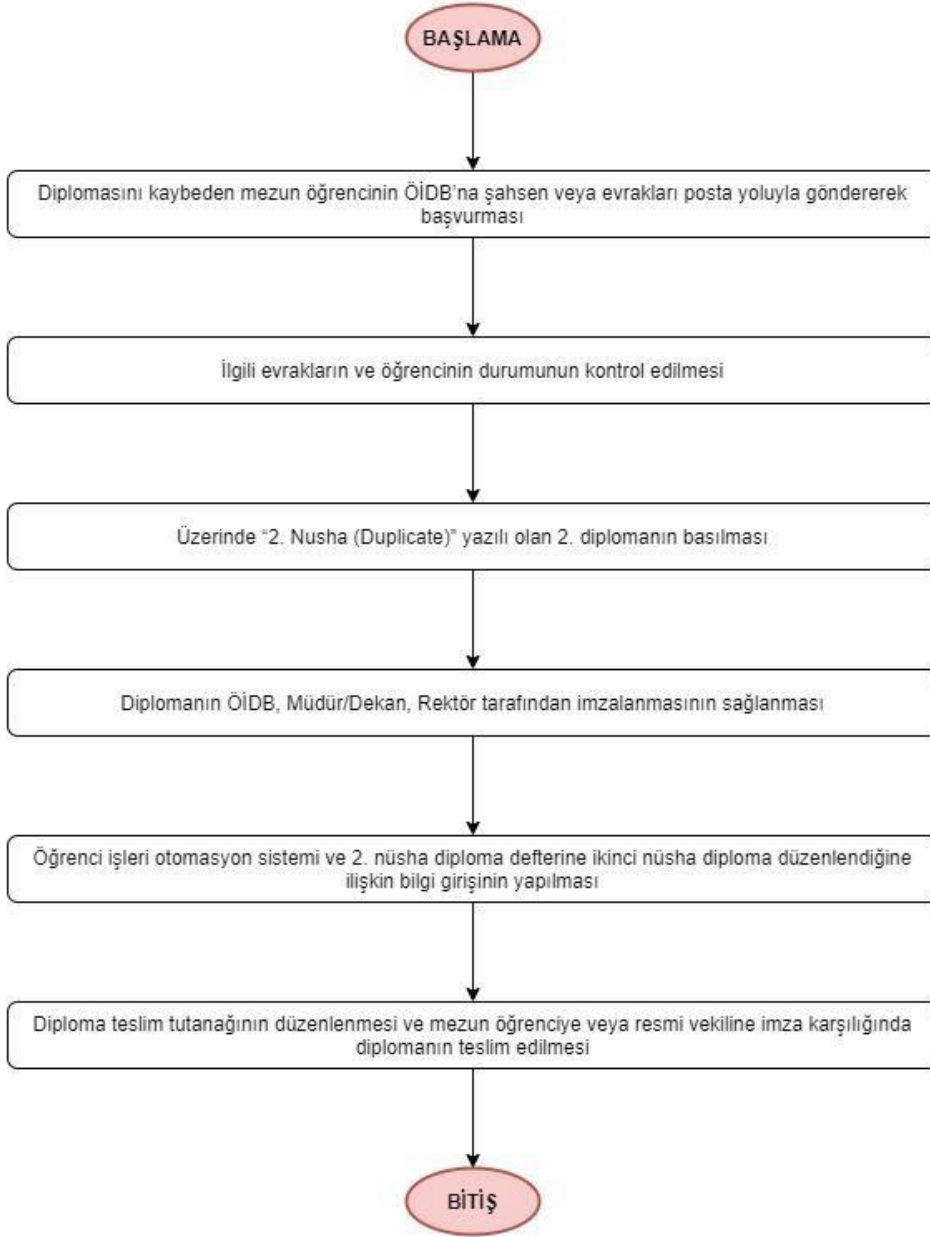 BAŞLAMA
Diplomasını kaybeden mezun öğrencinin ÖİDB'na şahsen veya evrakları posta yoluyla göndererek
başvurması
İlgili evrakların ve öğrencinin durumunun kontrol edilmesi
Üzerinde “2. Nusha (Duplicate)” yazılı olan 2. diplomanın basılması
Diplomanın ÖİDB, Müdür/Dekan, Rektör tarafından imzalanmasının sağlanması
Öğrenci işleri otomasyon sistemi ve 2. nüsha diploma defterine ikinci nüsha diploma düzenlendiğine
ilişkin bilgi girişinin yapılması
Diploma teslim tutanağının düzenlenmesi ve mezun öğrenciye veya resmi vekiline imza karşılığında
diplomanın teslim edilmesi
BİTİŞ